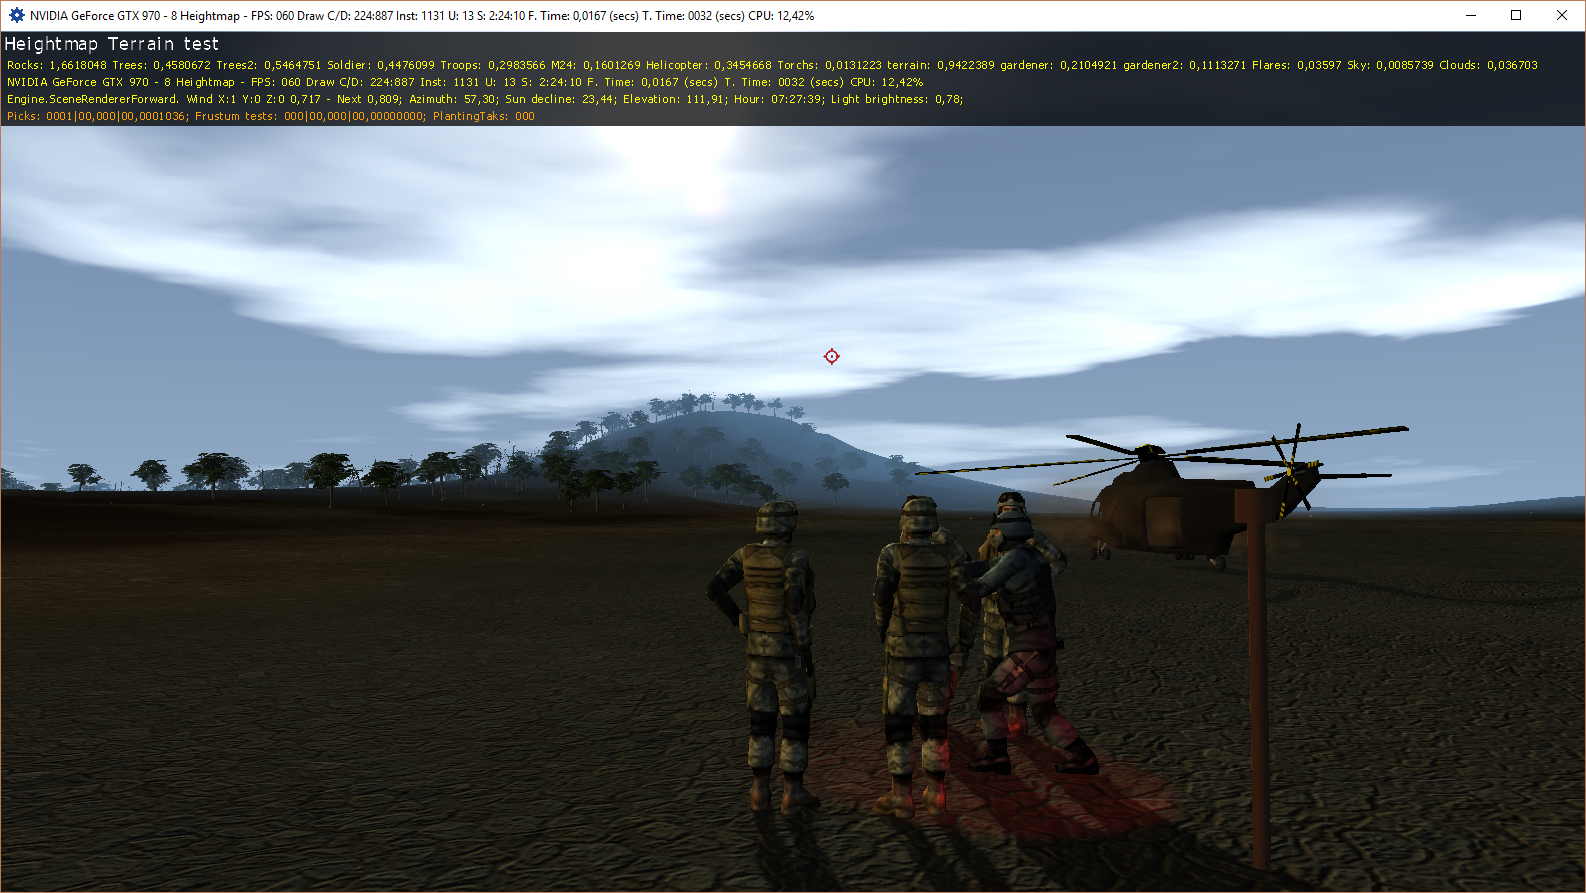 NVIDIA GeForce GTX 970 - 8 Heightmap - FPS: 060 Draw C/D: 224:887 Inst: 1131 U: 13 S: 2:24:10 F. Time: 0,0167 (secs) T. Time: 0032 (secs) CPU: 12,42%
Heightmap Terrain test
Rocks: 1,6618048 Trees: 0,4580672 Trees2: 0,5464751 Soldier: 0,4476099 Troops: 0,2983566 M24: 0,1601269 Helicopter: 0,3454668 Torchs: 0,0131223 terrain: 0,9422389 gardener: 0,2104921 gardener2: 0,1113271 Flares: 0,03597 Sky: 0,0085739 Clouds: 0,036703
NVIDIA GeForce GTX 970 - 8 Heightmap - FPS: 060 Draw C/D: 224:887 Inst: 1131 U: 13 S: 2:24:10 F. Time: 0,0167 (secs) T. Time: 0032 (secs) CPU: 12,42%
Engine.SceneRendererForward. Wind X:1 Y:0 Z:0 0,717 - Next 0,809; Azimuth: 57,30; Sun decline: 23,44; Elevation: 111,91; Hour: 07:27:39; Light brightness: 0,78;
Picks: 0001|00,000|00,0001036; Frustum tests: 000|00,000|00,00000000; PlantingTaks: 000